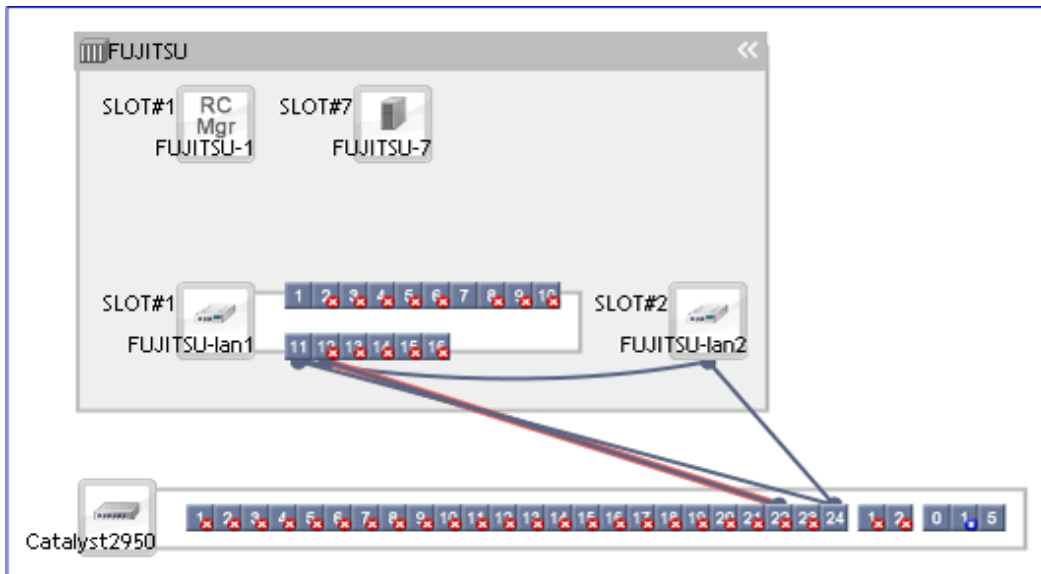 FUJITSU
SLOT#1 RC Mgr FUJITSU-1
SLOT#7 FUJITSU-7
SLOT#1 FUJITSU-lan1
1 2 3 4 5 6 7 8 9 10
11 12 13 14 15 16
SLOT#2 FUJITSU-lan2
Catalyst2950
1 2 3 4 5 6 7 8 9 10 11 12 13 14 15 16 17 18 19 20 21 22 23 24 1 2 0 1 5